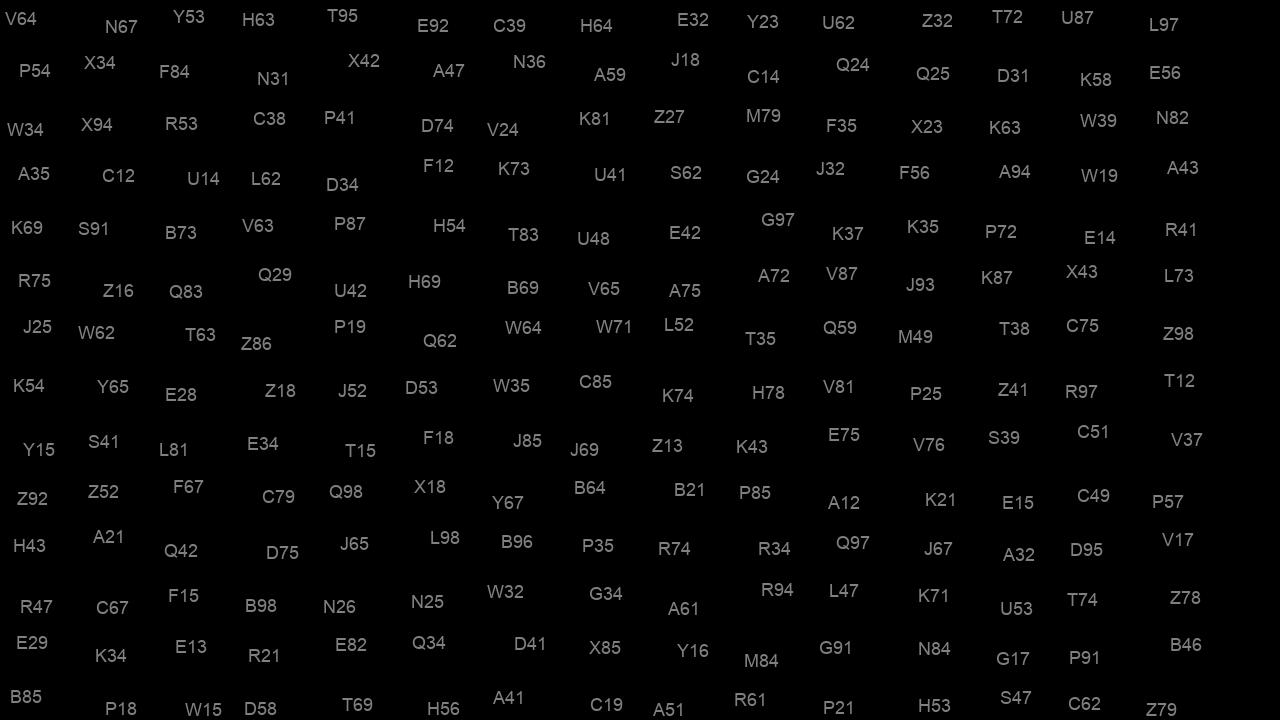 V64 N67 Y53 H63 T95 E92 C39 H64 E32 Y23 U62 Z32 T72 U87 L97
P54 X34 F84 N31 X42 A47 N36 A59 J18 C14 Q24 Q25 D31 K58 E56
W34 X94 R53 C38 P41 D74 V24 K81 Z27 M79 F35 X23 K63 W39 N82
A35 C12 U14 L62 D34 F12 K73 U41 S62 G24 J32 F56 A94 W19 A43
K69 S91 B73 V63 P87 H54 T83 U48 E42 G97 K37 K35 P72 E14 R41
R75 Z16 Q83 Q29 U42 H69 B69 V65 A75 A72 V87 J93 K87 X43 L73
J25 W62 T63 Z86 P19 Q62 W64 W71 L52 T35 Q59 M49 T38 C75 Z98
K54 Y65 E28 Z18 J52 D53 W35 C85 K74 H78 V81 P25 Z41 R97 T12
Y15 S41 L81 E34 T15 F18 J85 J69 Z13 K43 E75 V76 S39 C51 V37
Z92 Z52 F67 C79 Q98 X18 Y67 B64 B21 P85 A12 K21 E15 C49 P57
H43 A21 Q42 D75 J65 L98 B96 P35 R74 R34 Q97 J67 A32 D95 V17
R47 C67 F15 B98 N26 N25 W32 G34 A61 R94 L47 K71 U53 T74 Z78
E29 K34 E13 R21 E82 Q34 D41 X85 Y16 M84 G91 N84 G17 P91 B46
B85 P18 W15 D58 T69 H56 A41 C19 A51 R61 P21 H53 S47 C62 Z79